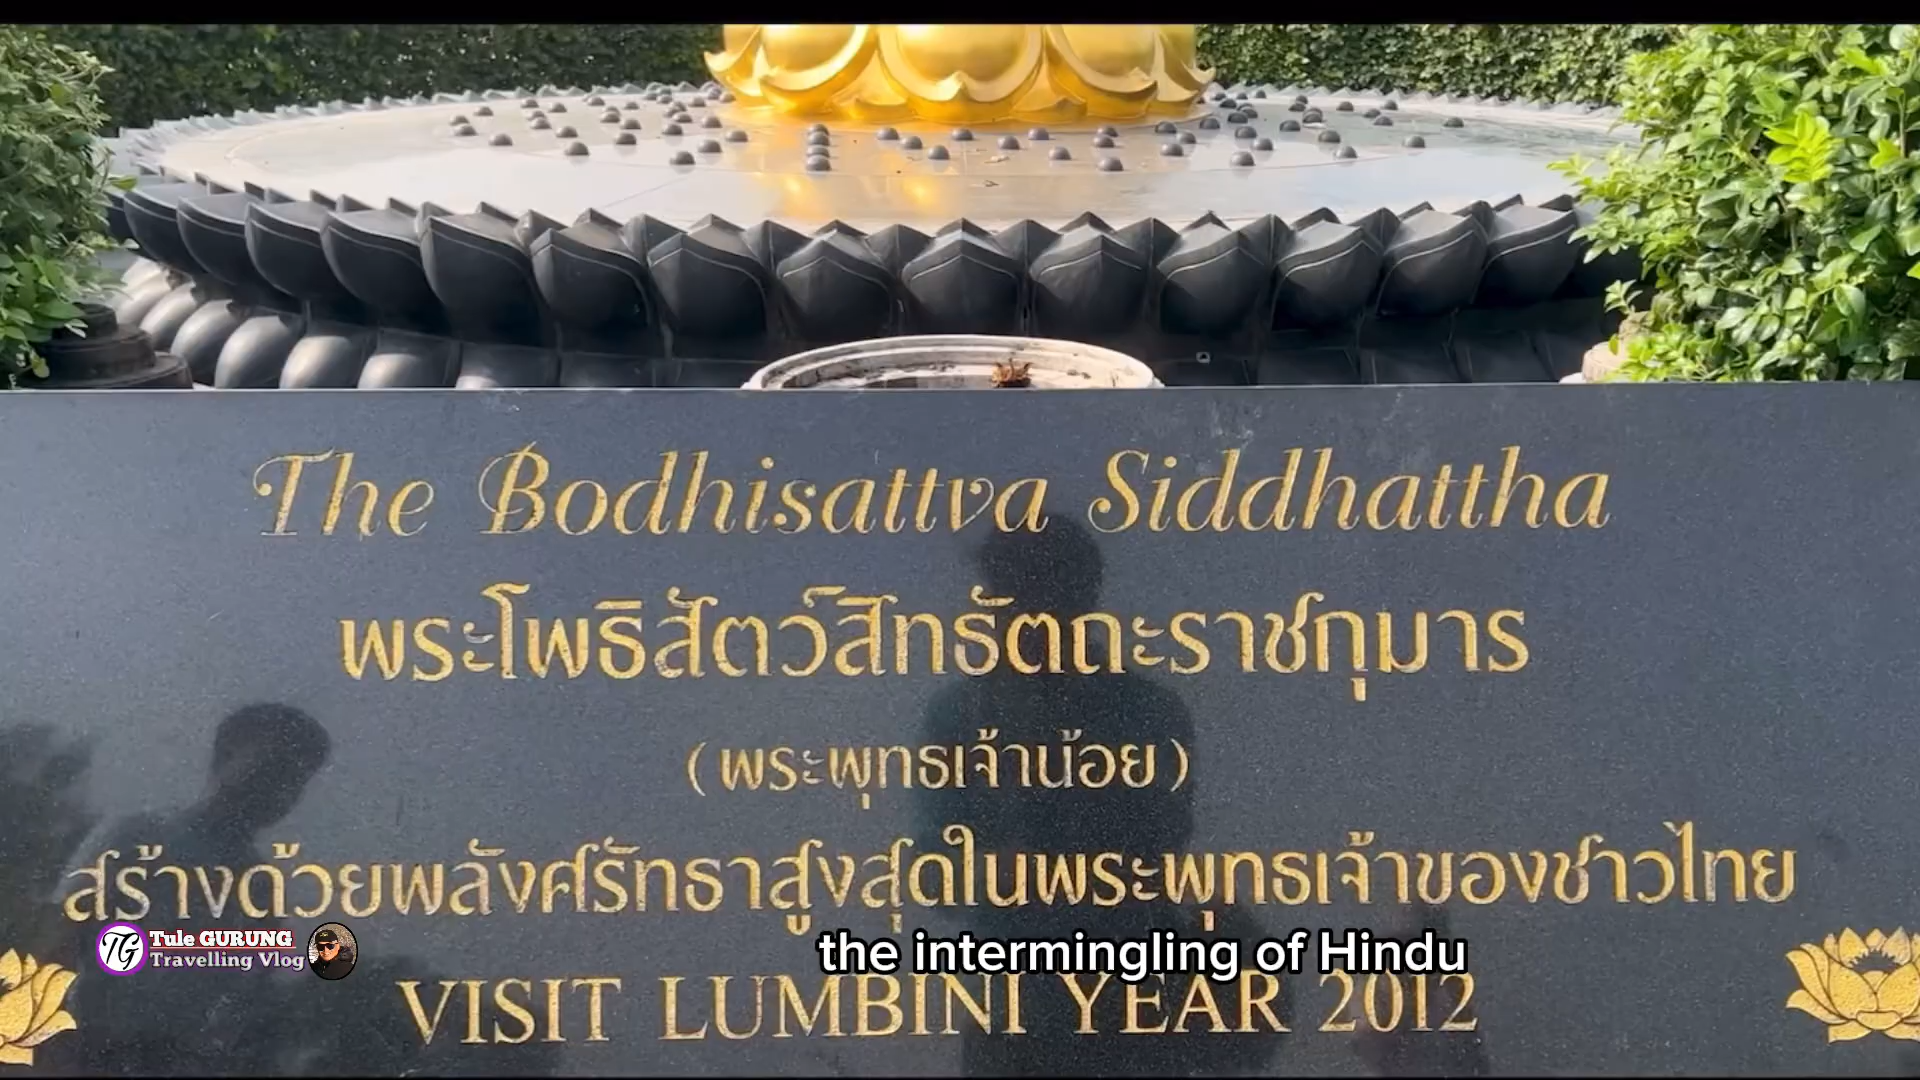 The Bodhisattva Siddhattha
พระโพธิสัตว์สิทธัตถะราชกุมาร
(พระพุทธเจ้าน้อย)
สร้างด้วยพลังศรัทธาสูงสุดในพระพุทธเจ้าของชาวไทย
TG Tule GURUNG
Travelling Vlog
the intermingling of Hindu
VISIT LUMBINI YEAR 2012